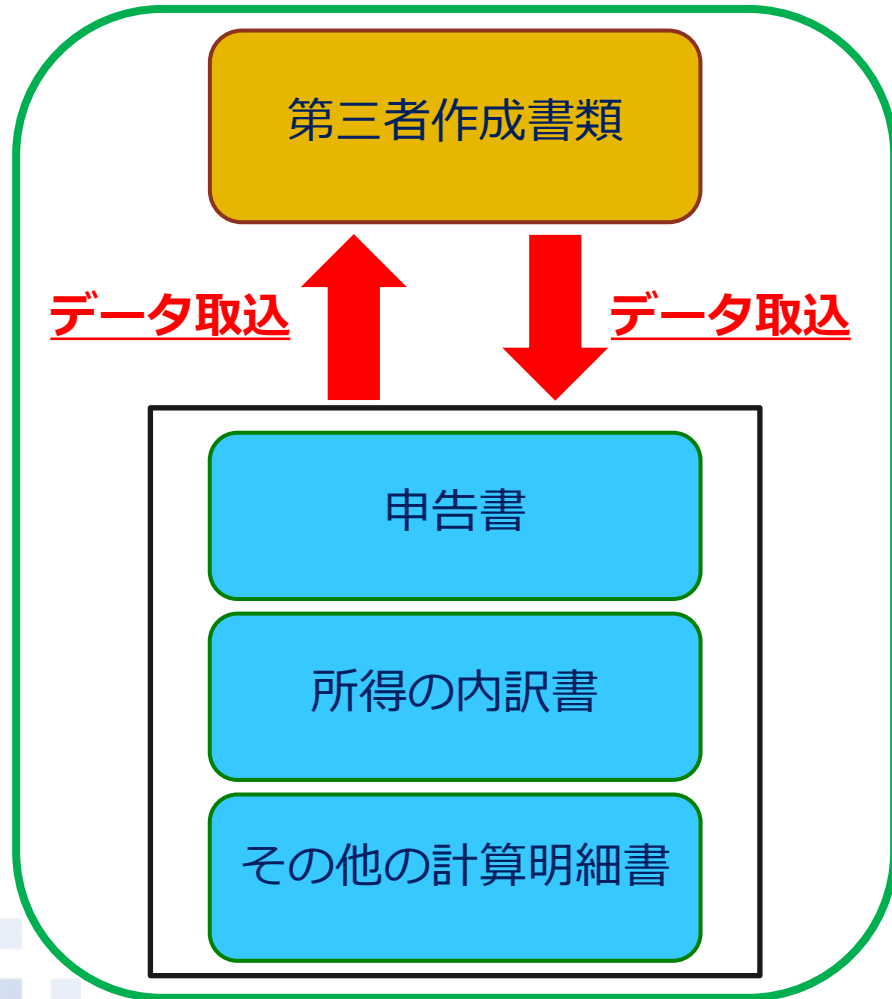 第三者作成書類
データ取込
データ取込
申告書
所得の内訳書
その他の計算明細書